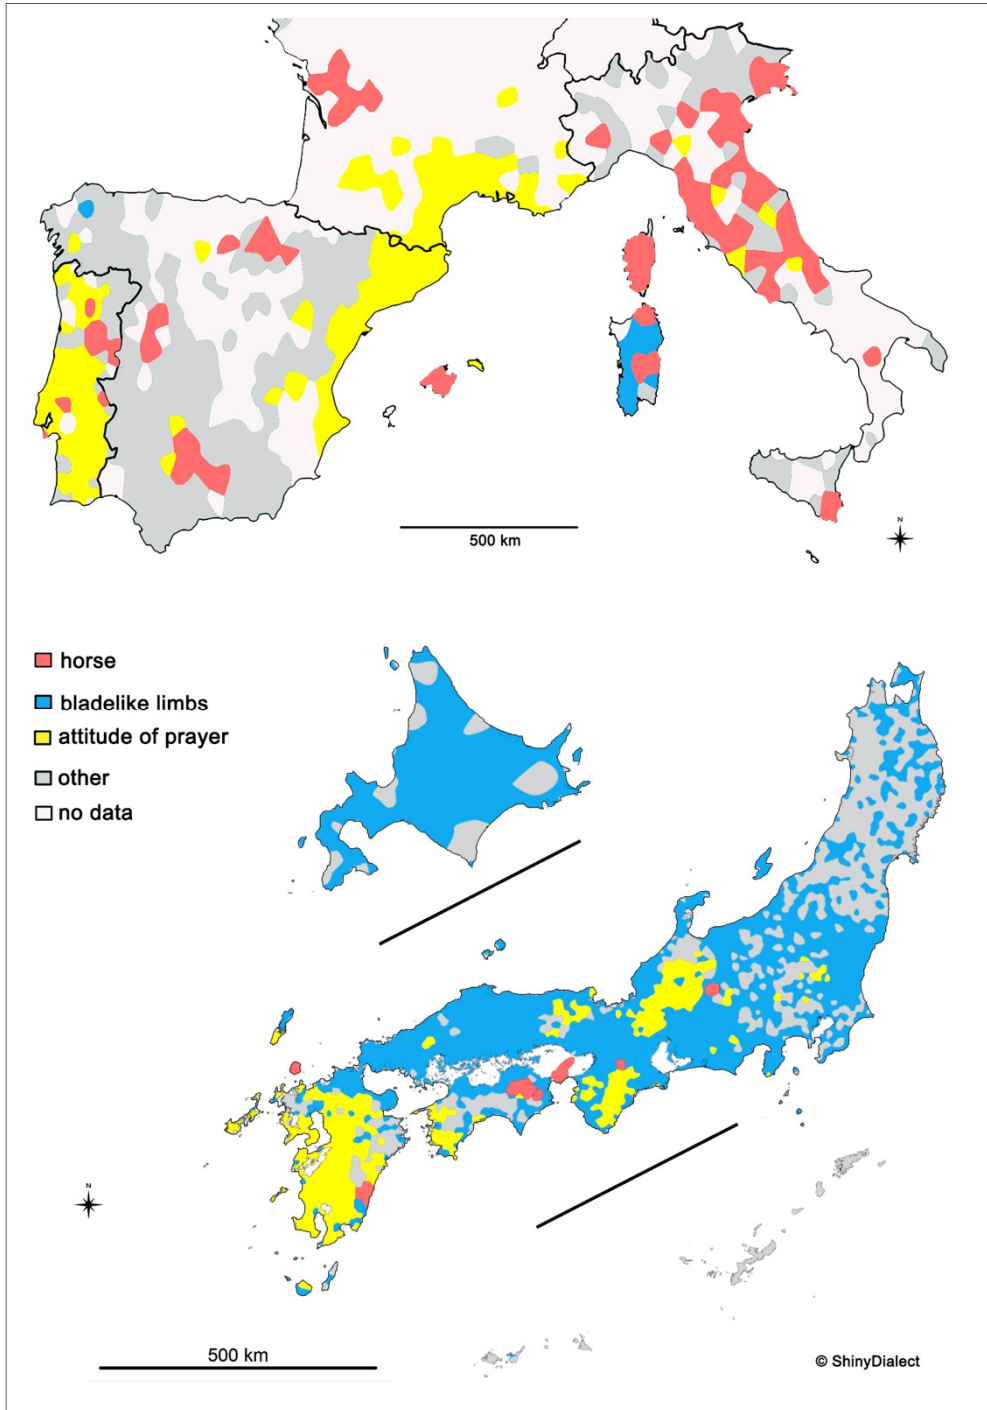 N
500 km
horse
bladelike limbs
attitude of prayer
other
no data
N
500 km
© ShinyDialect